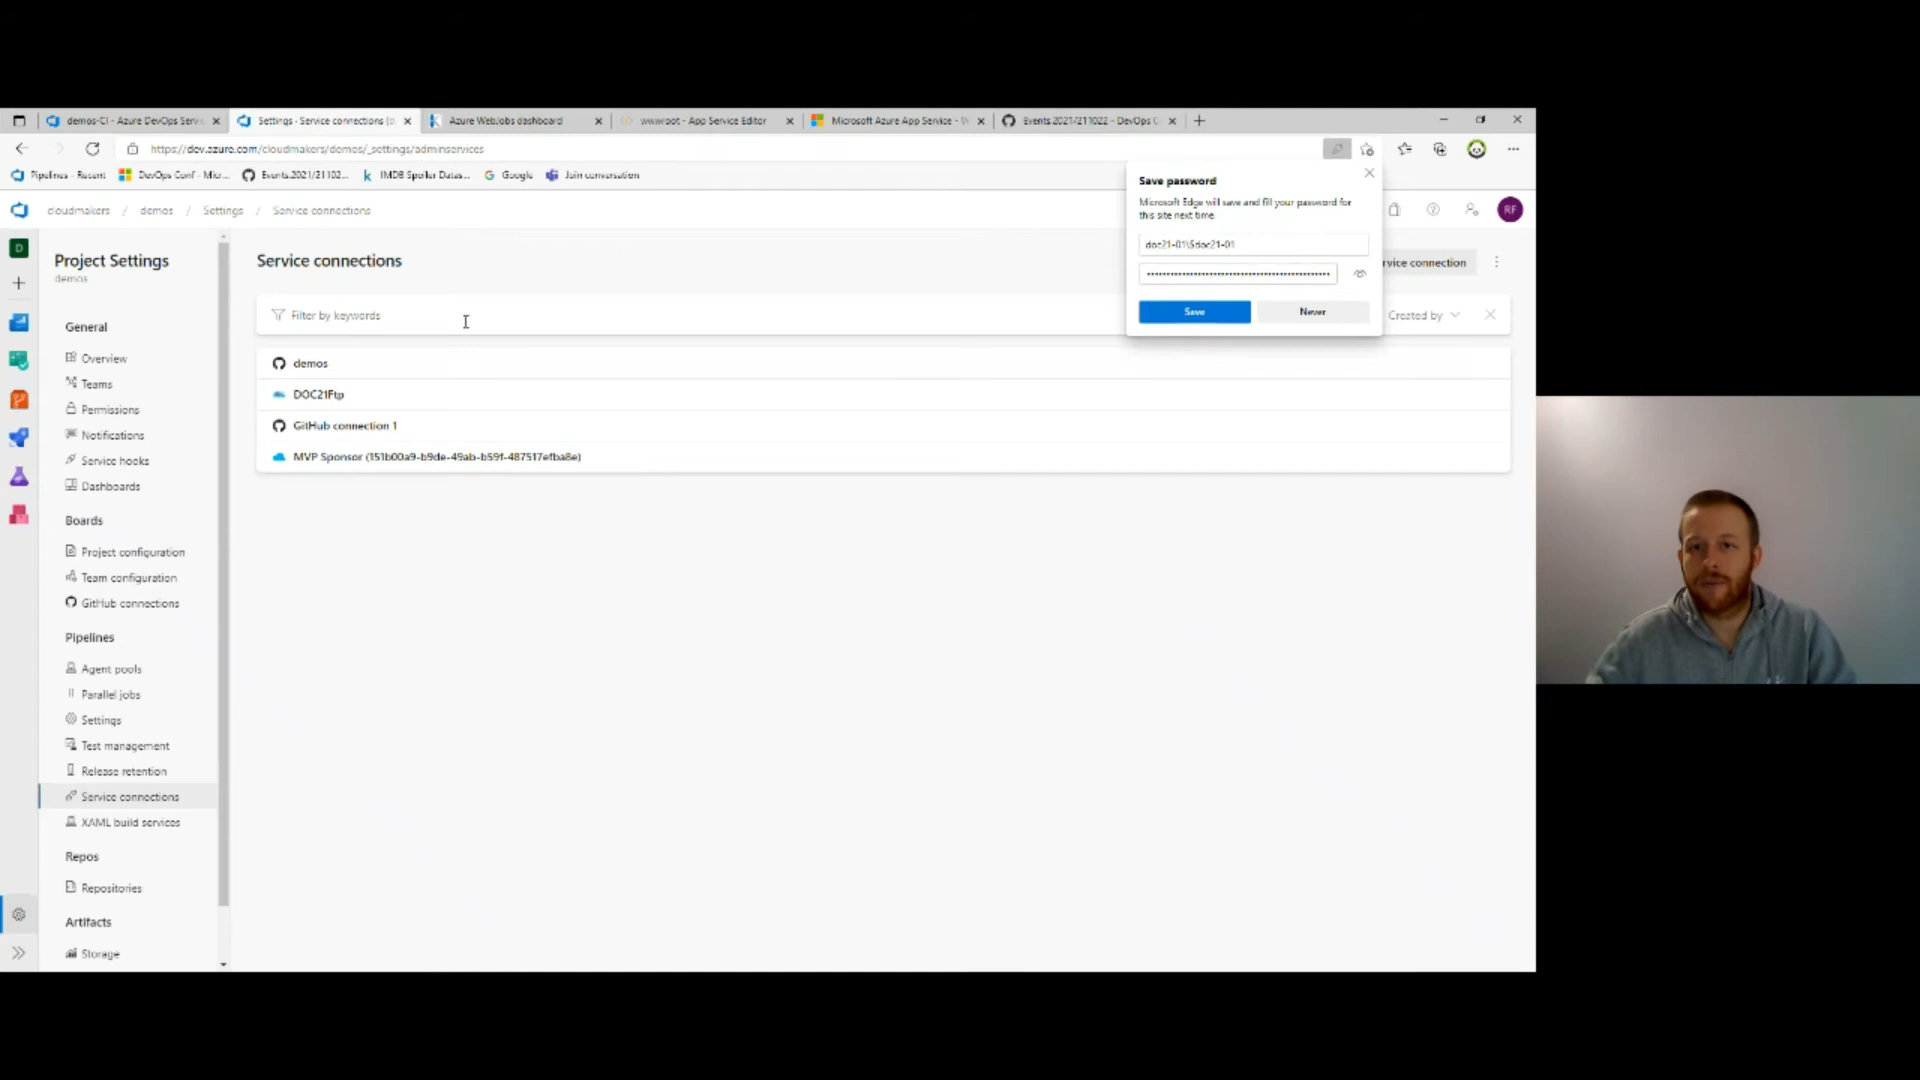 demos-CI - Azure DevOps Servi
Settings · Service connections (d
Azure WebJobs dashboard
wwwroot - App Service Editor
Microsoft Azure App Service - W
Events.2021/211022 - DevOps C
https://dev.azure.com/cloudmakers/demos/_settings/adminservices
Pipelines - Recent
DevOps Conf - Micr...
Events.2021/21102...
IMDB Spoiler Datas...
Google
Join conversation
cloudmakers / demos / Settings / Service connections
RF
Save password
Microsoft Edge will save and fill your password for
this site next time.
doc21-01\$doc21-01
Save
Never
D
Project Settings
demos
General
Overview
Teams
Permissions
Notifications
Service hooks
Dashboards
Boards
Project configuration
Team configuration
GitHub connections
Pipelines
Agent pools
Parallel jobs
Settings
Test management
Release retention
Service connections
XAML build services
Repos
Repositories
Artifacts
Storage
Service connections
rvice connection
Filter by keywords
Created by
demos
DOC21Ftp
GitHub connection 1
MVP Sponsor (151b00a9-b9de-49ab-b59f-487517efba8e)